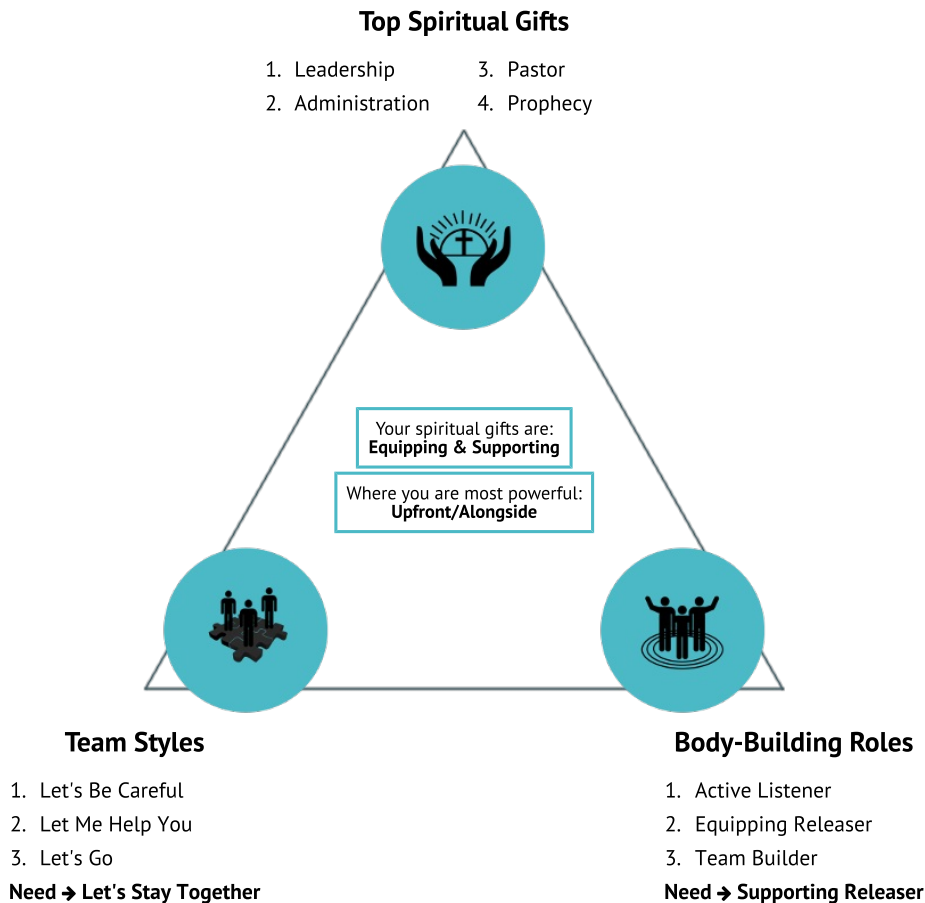 Top Spiritual Gifts
1. Leadership
2. Administration
3. Pastor
4. Prophecy
Your spiritual gifts are:
Equipping & Supporting
Where you are most powerful:
Upfront/Alongside
Team Styles
1. Let's Be Careful
2. Let Me Help You
3. Let's Go
Need → Let's Stay Together
Body-Building Roles
1. Active Listener
2. Equipping Releaser
3. Team Builder
Need → Supporting Releaser